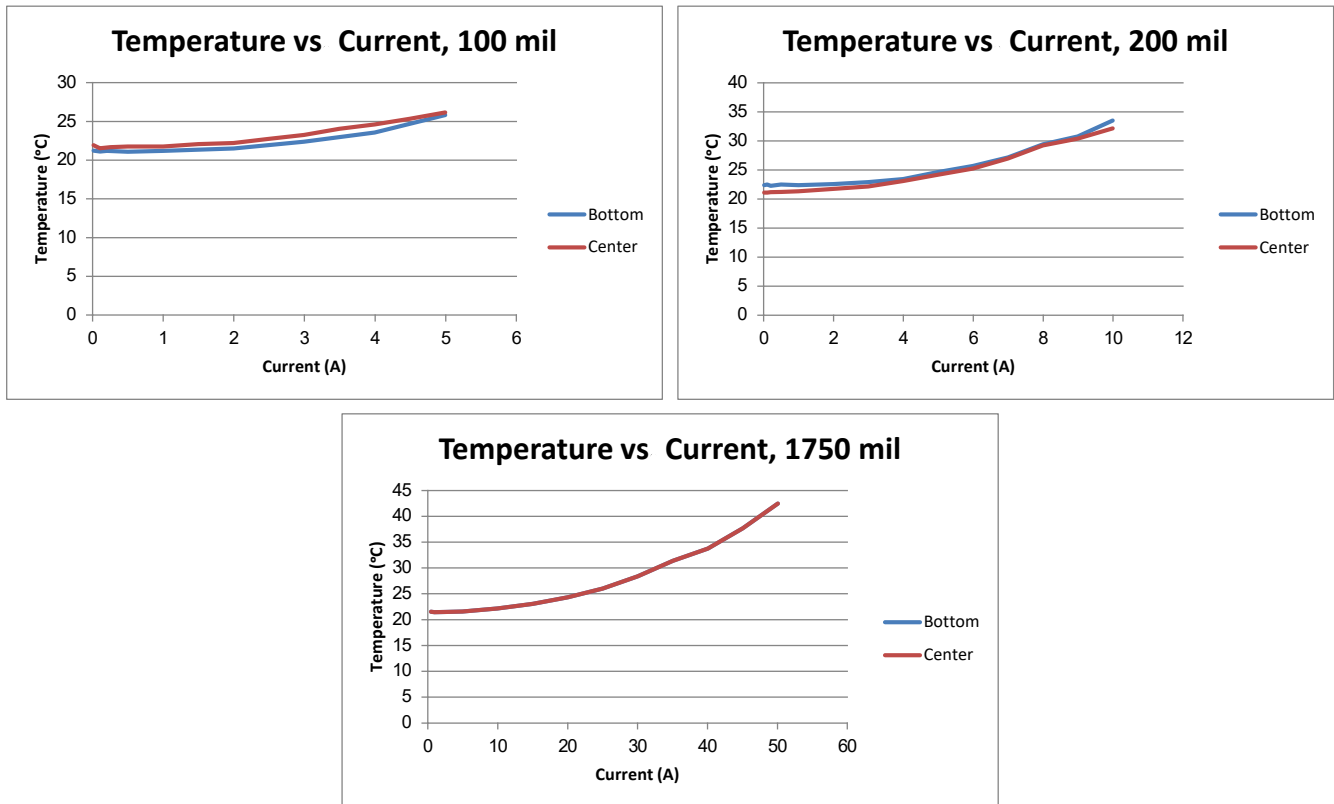 Temperature vs Current, 100 mil
Temperature (°C)
30
25
20
15
10
5
0
0 1 2 3 4 5 6
Current (A)
Bottom
Center
Temperature vs Current, 200 mil
Temperature (°C)
40
35
30
25
20
15
10
5
0
0 2 4 6 8 10 12
Current (A)
Bottom
Center
Temperature vs Current, 1750 mil
Temperature (°C)
45
40
35
30
25
20
15
10
5
0
0 10 20 30 40 50 60
Current (A)
Bottom
Center